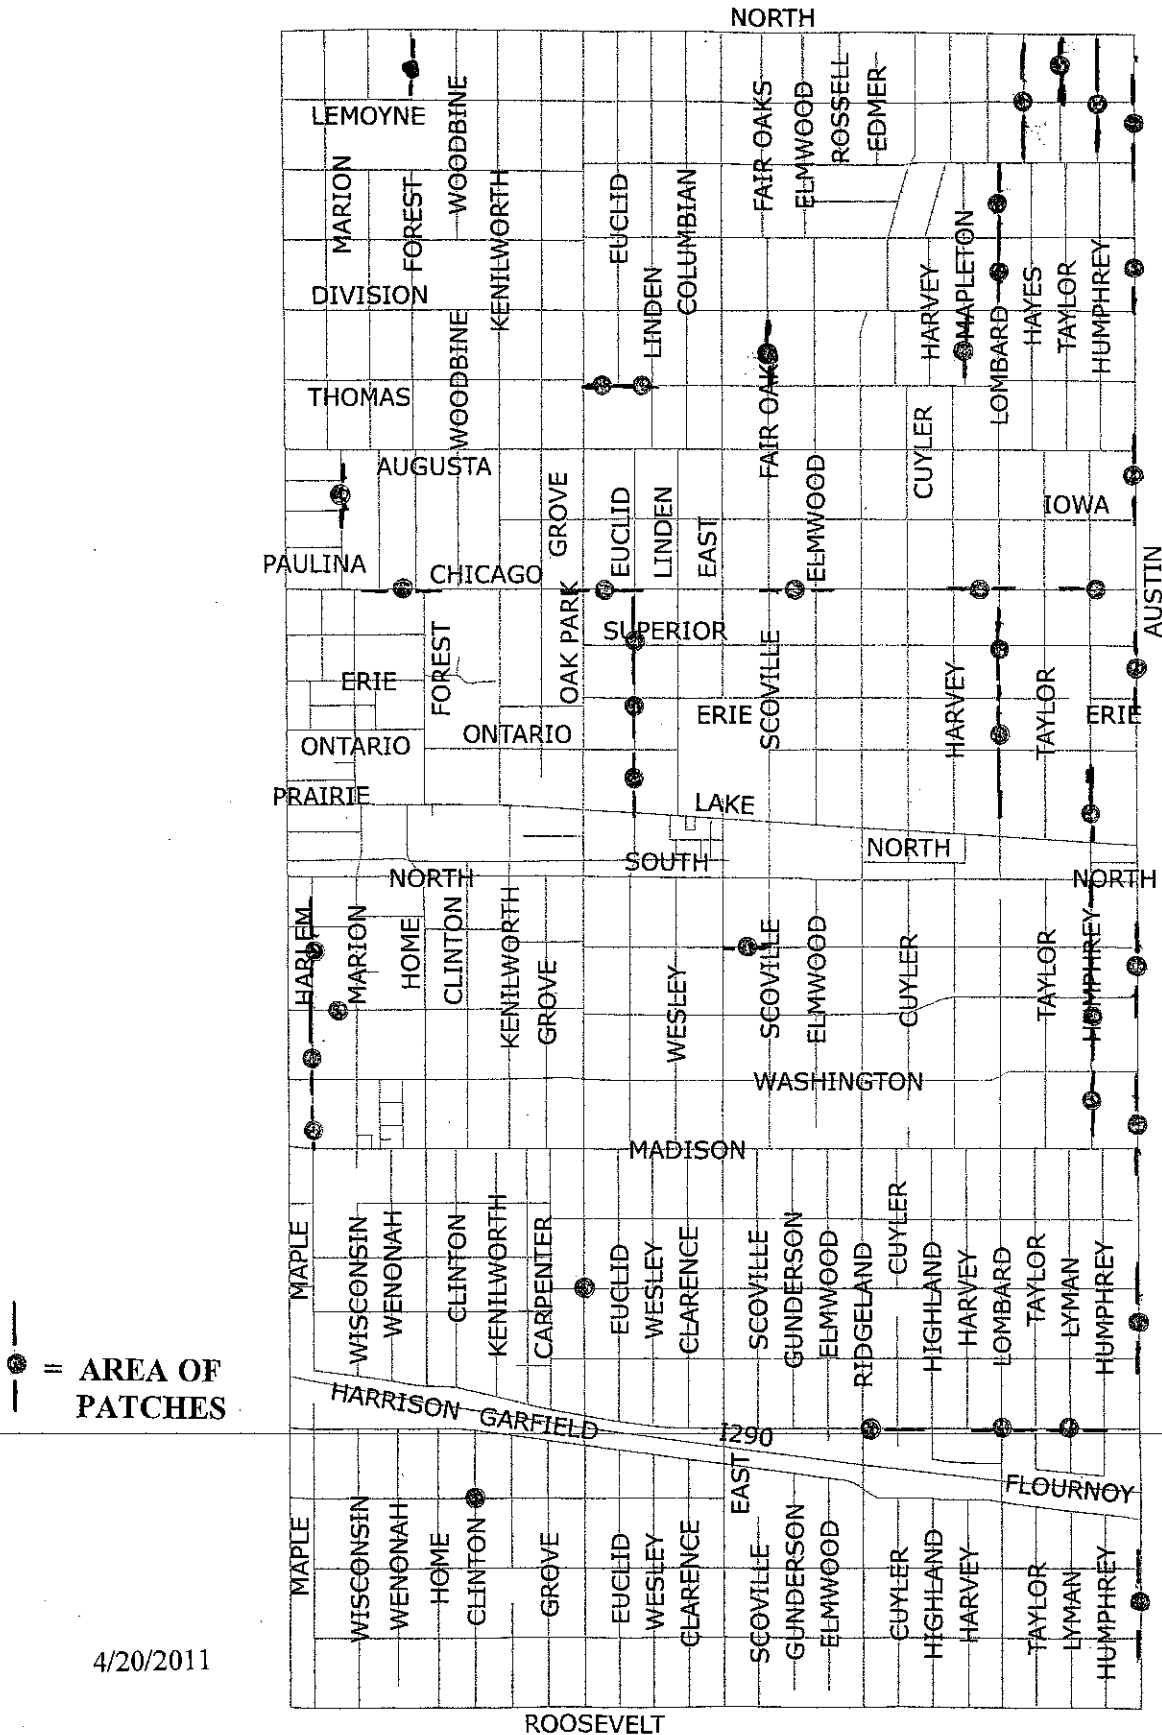 NORTH
LEMOYNE
MARION
FOREST
WOODBINE
KENILWORTH
EUCLID
LINDEN
COLUMBIAN
FAIR OAKS
ELMWOOD
ROSSELL
EDMER
DIVISION
HARVEY
MAPLETON
LOMBARD
HAYES
TAYLOR
HUMPHREY
THOMAS
WOODBINE
FAIR OAKS
CUYLER
AUGUSTA
GROVE
EUCLID
LINDEN
EAST
ELMWOOD
IOWA
PAULINA
CHICAGO
AUSTIN
OAK PARK
SUPERIOR
FOREST
SCOVILLE
HARVEY
TAYLOR
ERIE
ERIE
ERIE
ONTARIO
ONTARIO
PRAIRIE
LAKE
SOUTH
NORTH
NORTH
NORTH
HARLEM
MARION
HOME
CLINTON
KENILWORTH
GROVE
WESLEY
SCOVILLE
ELMWOOD
CUYLER
TAYLOR
HUMPHREY
WASHINGTON
MADISON
MAPLE
WISCONSIN
WENONAH
CLINTON
KENILWORTH
CARPENTER
EUCLID
WESLEY
CLARENCE
SCOVILLE
GUNDERSON
ELMWOOD
RIDGELAND
CUYLER
HIGHLAND
HARVEY
LOMBARD
TAYLOR
LYMAN
HUMPHREY
= AREA OF
PATCHES
HARRISON
GARFIELD
I290
FLOURNOY
EAST
MAPLE
WISCONSIN
WENONAH
HOME
CLINTON
GROVE
EUCLID
WESLEY
CLARENCE
SCOVILLE
GUNDERSON
ELMWOOD
CUYLER
HIGHLAND
HARVEY
TAYLOR
LYMAN
HUMPHREY
4/20/2011
ROOSEVELT